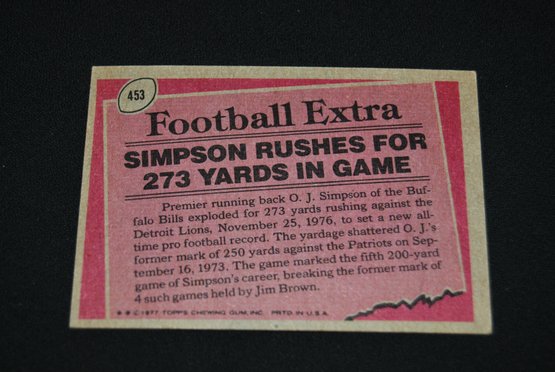 453
Football Extra
SIMPSON RUSHES FOR
273 YARDS IN GAME
Premier running back O. J. Simpson of the Buf-
falo Bills exploded for 273 yards rushing against the
Detroit Lions, November 25, 1976, to set a new all-
time pro football record. The yardage shattered O. J.'s
former mark of 250 yards against the Patriots on Sep-
tember 16, 1973. The game marked the fifth 200-yard
game of Simpson's career, breaking the former mark of
4 such games held by Jim Brown.
© 1977 TOPPS CHEWING GUM, INC. PRTD. IN U.S.A.